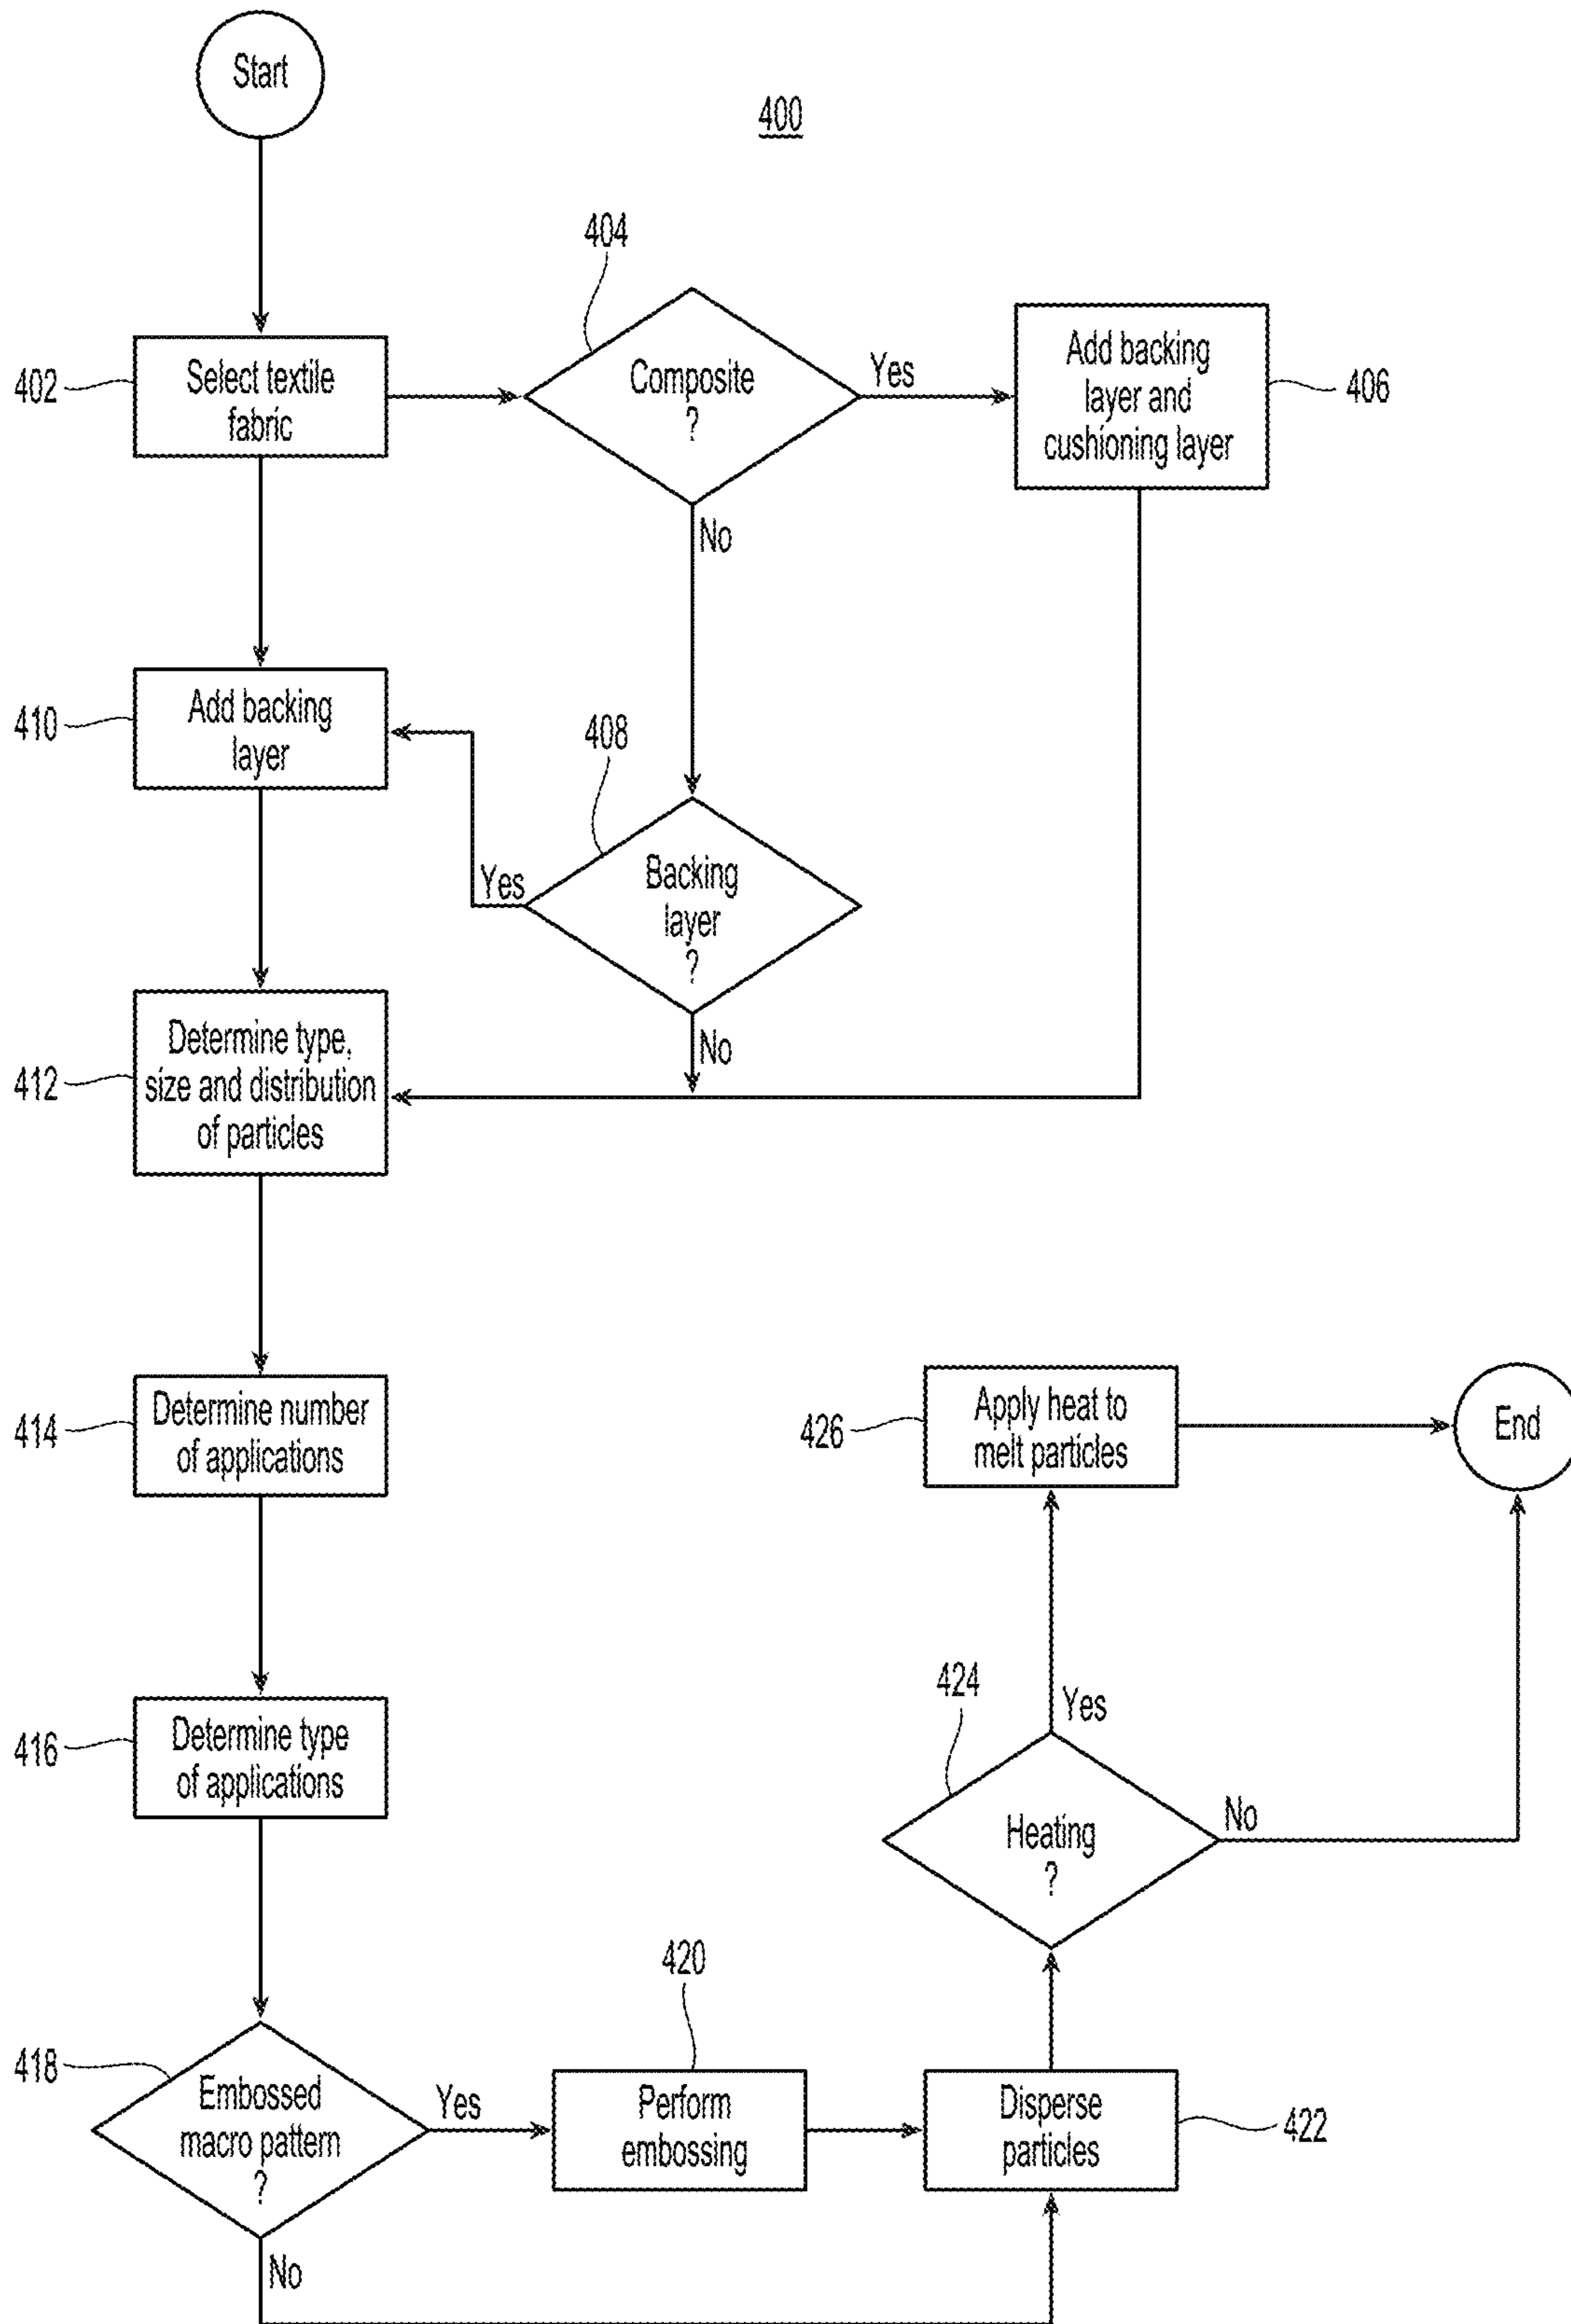 Start
400
404
402
Select textile
fabric
Composite
?
Yes
Add backing
layer and
cushioning layer
406
No
410
Add backing
layer
408
Yes
Backing
layer
?
No
412
Determine type,
size and distribution
of particles
414
Determine number
of applications
426
Apply heat to
melt particles
End
416
Determine type
of applications
424
Yes
Heating
?
No
418
Embossed
macro pattern
?
Yes
420
Perform
embossing
Disperse
particles
422
No